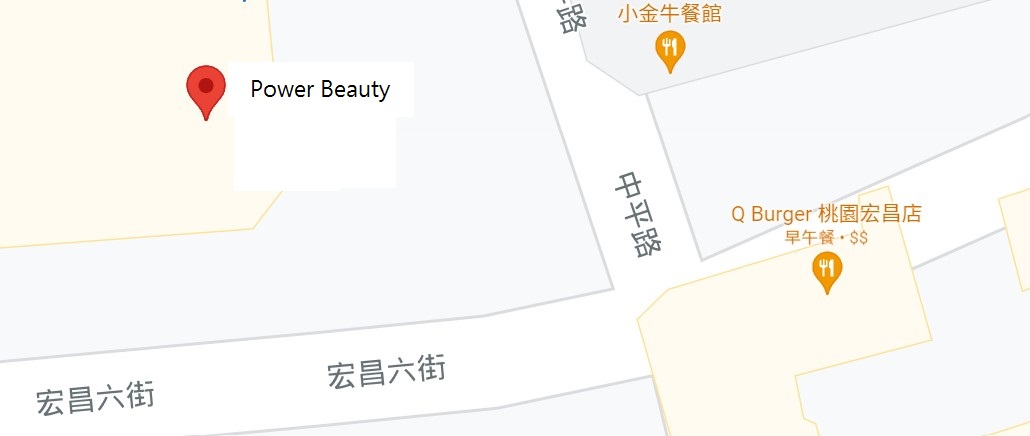 路
小金牛餐館
Power Beauty
中平路
Q Burger 桃園宏昌店
早午餐 • $$
宏昌六街
宏昌六街